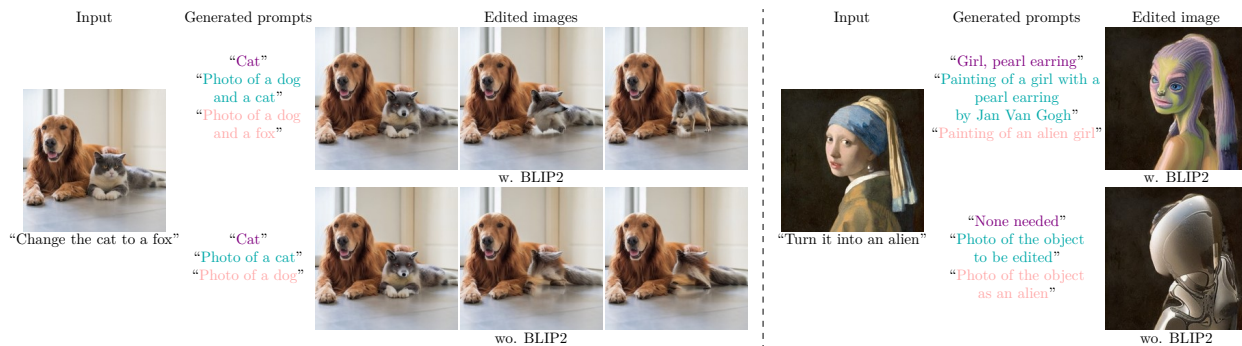 Input
Generated prompts
Edited images
“Cat”
“Photo of a dog
and a cat”
“Photo of a dog
and a fox”
w. BLIP2
“Change the cat to a fox”
“Cat”
“Photo of a cat”
“Photo of a dog”
wo. BLIP2
Input
Generated prompts
Edited image
“Girl, pearl earring”
“Painting of a girl with a
pearl earring
by Jan Van Gogh”
“Painting of an alien girl”
w. BLIP2
“Turn it into an alien”
“None needed”
“Photo of the object
to be edited”
“Photo of the object
as an alien”
wo. BLIP2